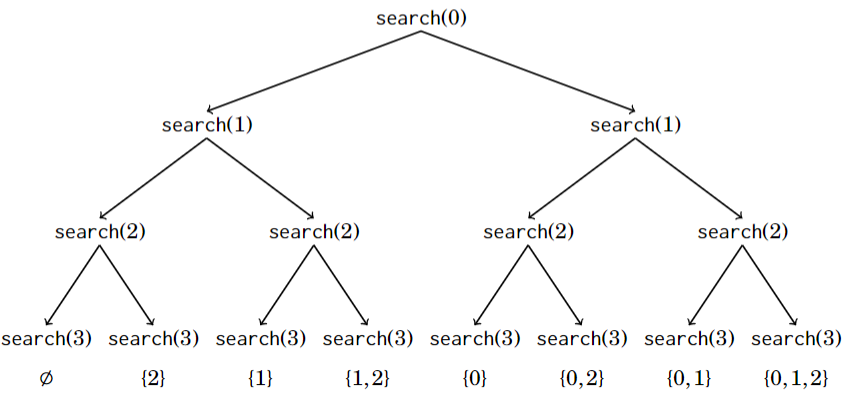 search(0)
search(1) search(1)
search(2) search(2) search(2) search(2)
search(3) search(3) search(3) search(3) search(3) search(3) search(3) search(3)
∅ {2} {1} {1,2} {0} {0,2} {0,1} {0,1,2}